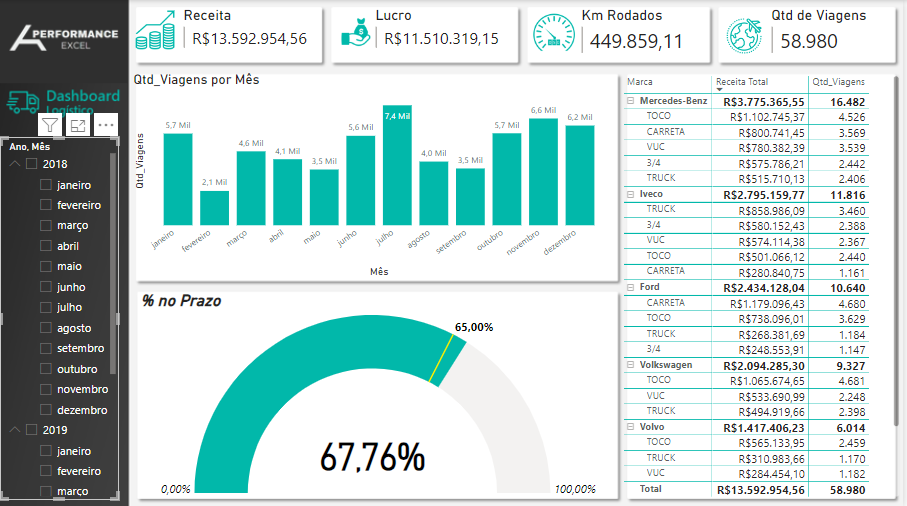 PERFORMANCE
EXCEL
Dashboard
Logístico
Ano, Mês
2018
janeiro
fevereiro
março
abril
maio
junho
julho
agosto
setembro
outubro
novembro
dezembro
2019
janeiro
fevereiro
março
Receita
R$13.592.954,56
Lucro
R$11.510.319,15
Km Rodados
449.859,11
Qtd de Viagens
58.980
Qtd_Viagens por Mês
Qtd_Viagens
5,7 Mil
2,1 Mil
4,6 Mil
4,1 Mil
3,5 Mil
5,6 Mil
7,4 Mil
4,0 Mil
3,5 Mil
5,7 Mil
6,6 Mil
6,2 Mil
janeiro
fevereiro
março
abril
maio
junho
julho
agosto
setembro
outubro
novembro
dezembro
Mês
% no Prazo
65,00%
67,76%
0,00%
100,00%
Marca Receita Total Qtd_Viagens
Mercedes-Benz R$3.775.365,55 16.482
TOCO R$1.102.745,37 4.526
CARRETA R$800.741,45 3.569
VUC R$780.382,39 3.539
3/4 R$575.786,21 2.442
TRUCK R$515.710,13 2.406
Iveco R$2.795.159,77 11.816
TRUCK R$858.986,09 3.460
3/4 R$580.152,43 2.388
VUC R$574.114,38 2.367
TOCO R$501.066,12 2.440
CARRETA R$280.840,75 1.161
Ford R$2.434.128,04 10.640
CARRETA R$1.179.096,43 4.680
TOCO R$738.096,01 3.629
TRUCK R$268.381,69 1.184
3/4 R$248.553,91 1.147
Volkswagen R$2.094.285,30 9.327
TOCO R$1.065.674,65 4.681
VUC R$533.690,99 2.248
TRUCK R$494.919,66 2.398
Volvo R$1.417.406,23 6.014
TOCO R$565.133,95 2.459
TRUCK R$310.983,66 1.170
VUC R$284.454,10 1.182
Total R$13.592.954,56 58.980